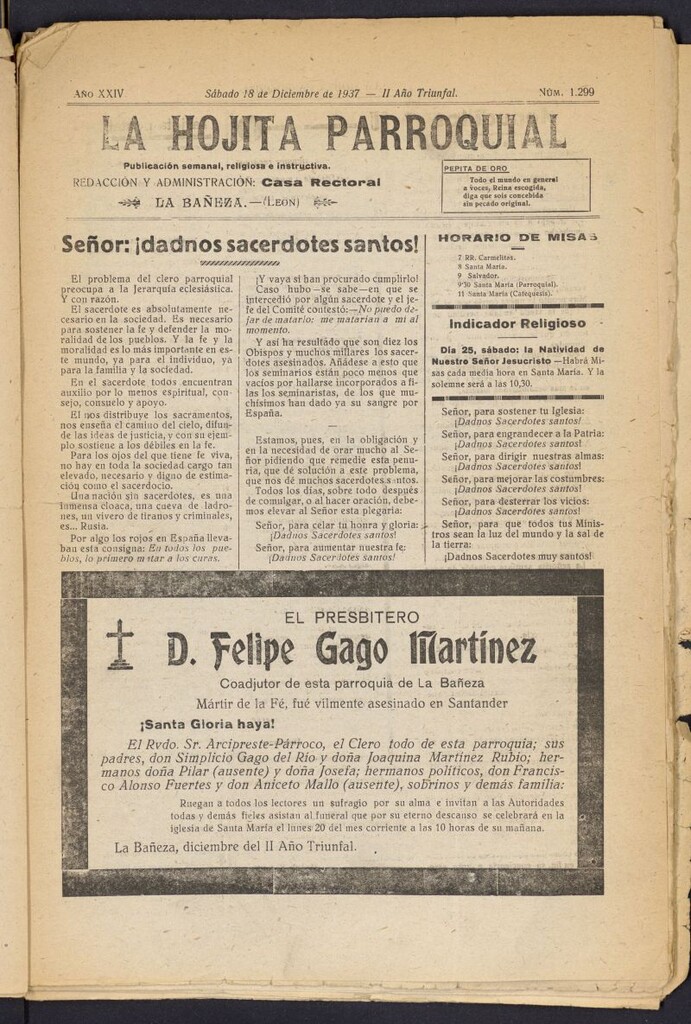 AÑO XXIV
Sábado 18 de Diciembre de 1937 — II Año Triunfal.
NÚM. 1.299
LA HOJITA PARROQUIAL
Publicación semanal, religiosa e instructiva.
REDACCIÓN Y ADMINISTRACIÓN: Casa Rectoral
LA BAÑEZA.—(LEÓN)
PEPITA DE ORO
Todo el mundo en general
a voces, Reina escogida,
diga que sois concebida
sin pecado original.
Señor: ¡dadnos sacerdotes santos!
El problema del clero parroquial
preocupa a la Jerarquía eclesiástica.
Y con razón.
El sacerdote es absolutamente ne-
cesario en la sociedad. Es necesario
para sostener la fe y defender la mo-
ralidad de los pueblos. Y la fe y la
moralidad es lo más importante en es-
te mundo, ya para el individuo, ya
para la familia y la sociedad.
En el sacerdote todos encuentran
auxilio por lo menos espiritual, con-
sejo, consuelo y apoyo.
El nos distribuye los sacramentos,
nos enseña el camino del cielo, difun-
de las ideas de justicia, y con su ejem-
plo sostiene a los débiles en la fe.
Para los ojos del que tiene fe viva,
no hay en toda la sociedad cargo tan
elevado, necesario y digno de estima-
ción como el sacerdocio.
Una nación sin sacerdotes, es una
inmensa cloaca, una cueva de ladro-
nes, un vivero de tiranos y criminales,
es... Rusia.
Por algo los rojos en España lleva-
ban esta consigna: En todos los pue-
blos, lo primero matar a los curas.
¡Y vaya si han procurado cumplirlo!
Caso hubo—se sabe—en que se
intercedió por algún sacerdote y el je-
fe del Comité contestó:—No puedo de-
jar de matarlo: me matarían a mí al
momento.
Y así ha resultado que son diez los
Obispos y muchos millares los sacer-
dotes asesinados. Añádese a esto que
los seminarios están poco menos que
vacíos por hallarse incorporados a fi-
las los seminaristas, de los que mu-
chísimos han dado ya su sangre por
España.
—
Estamos, pues, en la obligación y
en la necesidad de orar mucho al Se-
ñor pidiendo que remedie esta penu-
ria, que dé solución a este problema,
que nos dé muchos sacerdotes santos.
Todos los días, sobre todo después
de comulgar, o al hacer oración, debe-
mos elevar al Señor esta plegaria:
Señor, para celar tu honra y gloria:
¡Dadnos Sacerdotes santos!
Señor, para aumentar nuestra fe:
¡Dadnos Sacerdotes santos!
HORARIO DE MISAS
7 RR. Carmelitas.
8 Santa María.
9 Salvador.
9'30 Santa María (Parroquial).
11 Santa María (Catequesis).
Indicador Religioso
Día 25, sábado: la Natividad de
Nuestro Señor Jesucristo —Habrá Mi-
sas cada media hora en Santa María. Y la
solemne será a las 10,30.
Señor, para sostener tu Iglesia:
¡Dadnos Sacerdotes santos!
Señor, para engrandecer a la Patria:
¡Dadnos Sacerdotes santos!
Señor, para dirigir nuestras almas:
¡Dadnos Sacerdotes santos!
Señor, para mejorar las costumbres:
¡Dadnos Sacerdotes santos!
Señor, para desterrar los vicios:
¡Dadnos Sacerdotes santos!
Señor, para que todos tus Minis-
tros sean la luz del mundo y la sal de
la tierra:
¡Dadnos Sacerdotes muy santos!
EL PRESBITERO
D. Felipe Gago Martínez
Coadjutor de esta parroquia de La Bañeza
Mártir de la Fé, fué vilmente asesinado en Santander
¡Santa Gloria haya!
El Rvdo. Sr. Arcipreste-Párroco, el Clero todo de esta parroquia; sus
padres, don Simplicio Gago del Río y doña Joaquina Martínez Rubio; her-
manos doña Pilar (ausente) y doña Josefa; hermanos políticos, don Francis-
co Alonso Fuertes y don Aniceto Mallo (ausente), sobrinos y demás familia:
Ruegan a todos los lectores un sufragio por su alma e invitan a las Autoridades
todas y demás fieles asistan al funeral que por su eterno descanso se celebrará en la
iglesia de Santa María el lunes 20 del mes corriente a las 10 horas de su mañana.
La Bañeza, diciembre del II Año Triunfal.